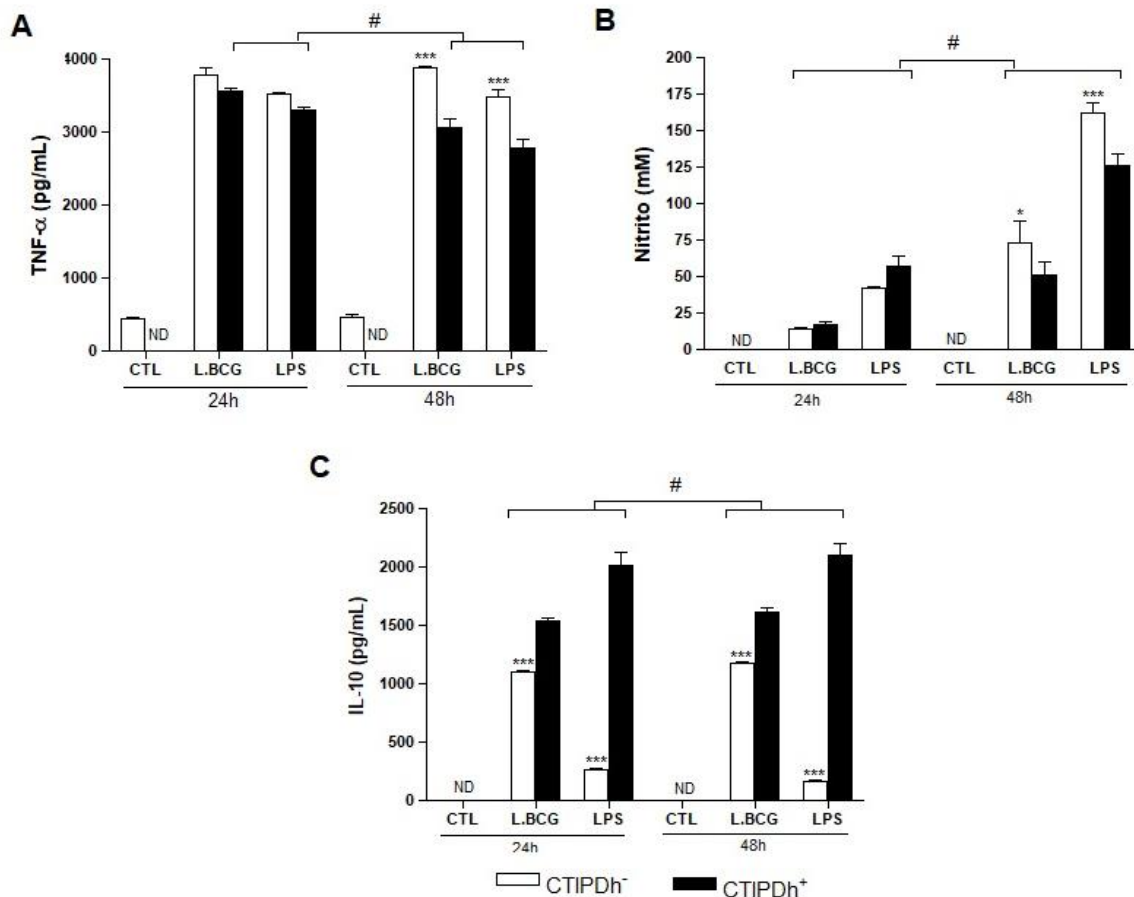 A
#
4000
3000
2000
1000
0
TNF-α (pg/mL)
***
***
ND
ND
CTL L.BCG LPS CTL L.BCG LPS
24h 48h
B
#
200
175
150
125
100
75
50
25
0
Nitrito (mM)
***
*
ND
ND
CTL L.BCG LPS CTL L.BCG LPS
24h 48h
C
#
2500
2000
1500
1000
500
0
IL-10 (pg/mL)
***
***
***
***
ND
ND
CTL L.BCG LPS CTL L.BCG LPS
24h 48h
CTIPDh⁻ CTIPDh⁺